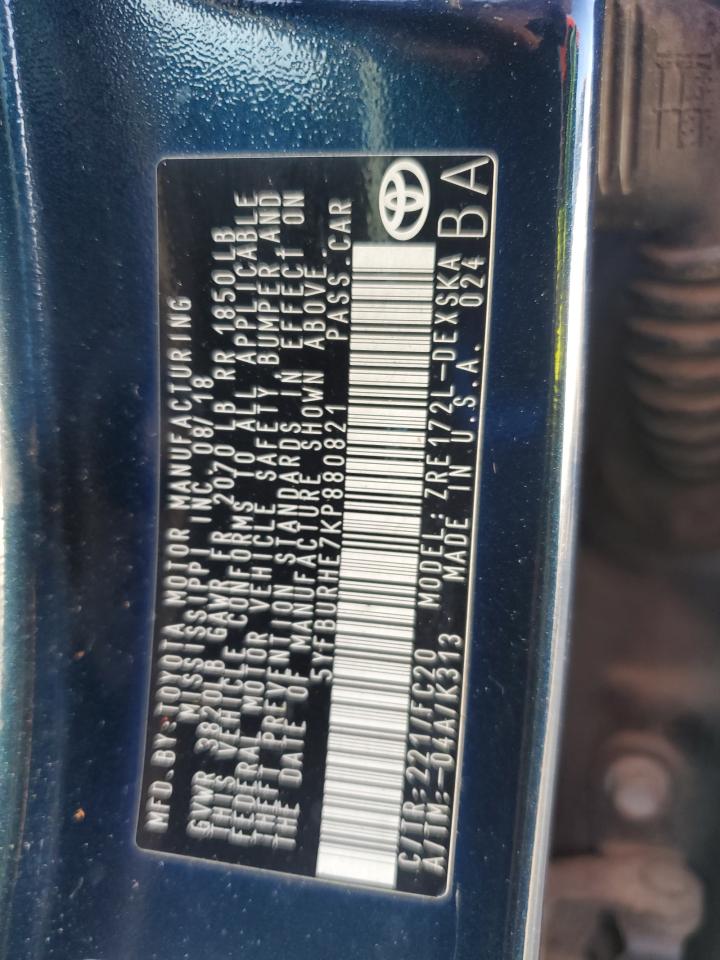 MFD.BY:TOYOTA MOTOR MANUFACTURING
MISSISSIPPI INC. 08/18
GVWR 3820LB GAWR FR 2070 LB RR 1850LB
THIS VEHICLE CONFORMS TO ALL APPLICABLE
FEDERAL MOTOR VEHICLE SAFETY BUMPER AND
THEFT PREVENTION STANDARDS IN EFFECT ON
THE DATE OF MANUFACTURE SHOWN ABOVE.
5YFBURHE7KP880821 PASS.CAR
C/TR:221/FC20 MODEL:ZRE172L-DEXSKA
A/TM:-04A/K313 MADE IN U.S.A. 024
BA